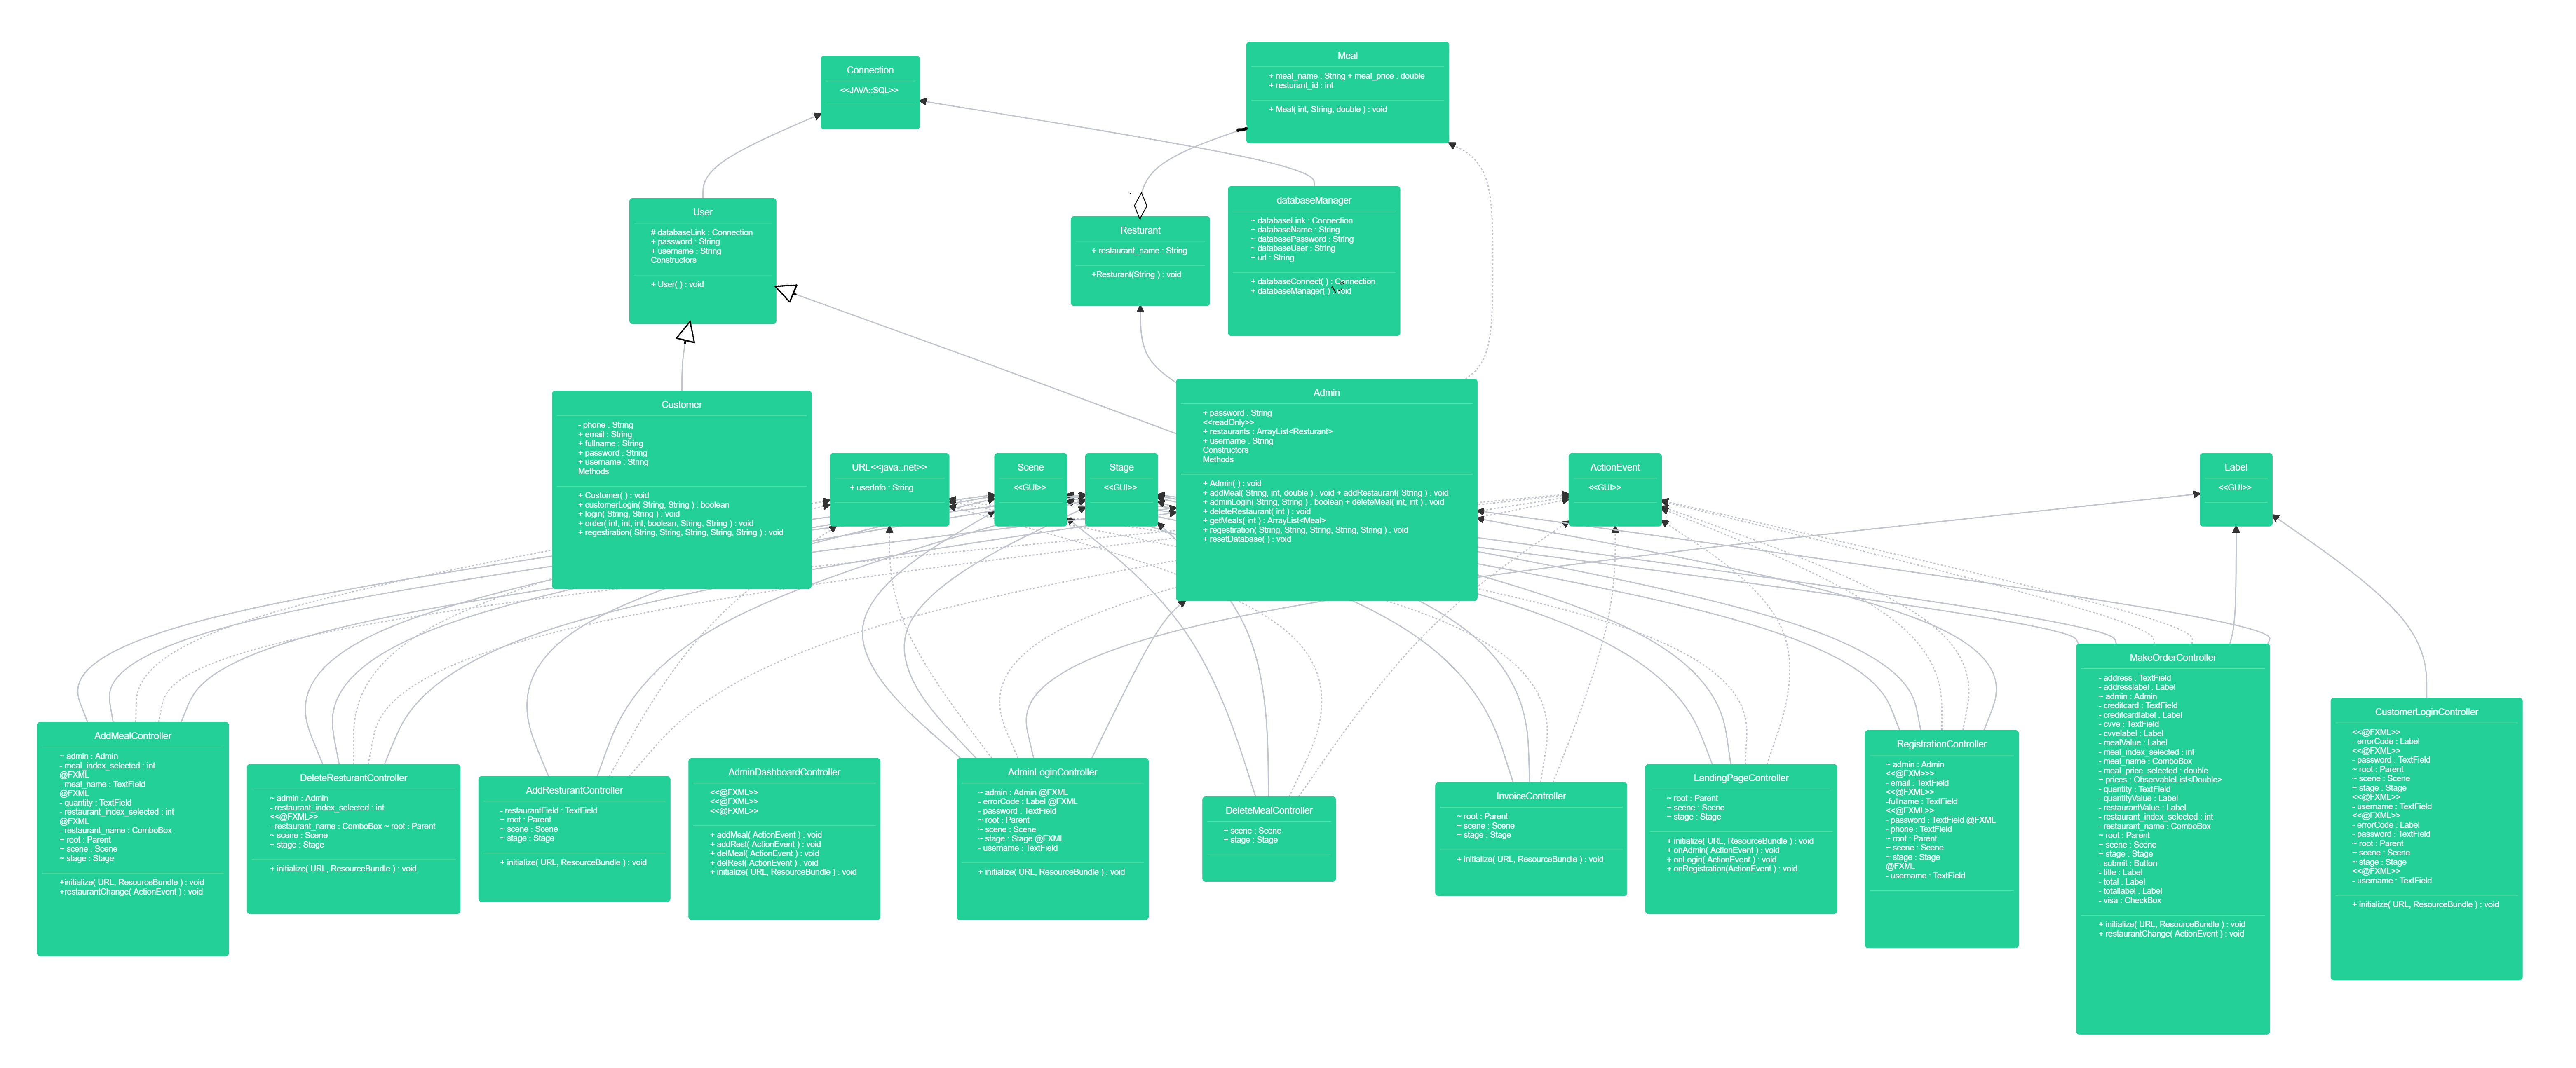 Connection
<<JAVA::SQL>>
Meal
+ meal_name : String + meal_price : double
+ resturant_id : int
+ Meal( int, String, double ) : void
User
# databaseLink : Connection
+ password : String
+ username : String
Constructors
+ User( ) : void
1
Resturant
+ restaurant_name : String
+Resturant(String ) : void
databaseManager
~ databaseLink : Connection
~ databaseName : String
~ databasePassword : String
~ databaseUser : String
~ url : String
+ databaseConnect( ) : Connection
+ databaseManager( ) : void
Customer
- phone : String
+ email : String
+ fullname : String
+ password : String
+ username : String
Methods
+ Customer( ) : void
+ customerLogin( String, String ) : boolean
+ login( String, String ) : void
+ order( int, int, int, boolean, String, String ) : void
+ regestiration( String, String, String, String, String ) : void
URL<<java::net>>
+ userInfo : String
Scene
<<GUI>>
Stage
<<GUI>>
Admin
+ password : String
<<readOnly>>
+ restaurants : ArrayList<Resturant>
+ username : String
Constructors
Methods
+ Admin( ) : void
+ addMeal( String, int, double ) : void + addRestaurant( String ) : void
+ adminLogin( String, String ) : boolean + deleteMeal( int, int ) : void
+ deleteRestaurant( int ) : void
+ getMeals( int ) : ArrayList<Meal>
+ regestiration( String, String, String, String, String ) : void
+ resetDatabase( ) : void
ActionEvent
<<GUI>>
Label
<<GUI>>
AddMealController
~ admin : Admin
- meal_index_selected : int
@FXML
- meal_name : TextField
@FXML
- quantity : TextField
- restaurant_index_selected : int
@FXML
- restaurant_name : ComboBox
~ root : Parent
~ scene : Scene
~ stage : Stage
+initialize( URL, ResourceBundle ) : void
+restaurantChange( ActionEvent ) : void
DeleteResturantController
~ admin : Admin
- restaurant_index_selected : int
<<@FXML>>
- restaurant_name : ComboBox ~ root : Parent
~ scene : Scene
~ stage : Stage
+ initialize( URL, ResourceBundle ) : void
AddResturantController
- restaurantField : TextField
~ root : Parent
~ scene : Scene
~ stage : Stage
+ initialize( URL, ResourceBundle ) : void
AdminDashboardController
<<@FXML>>
<<@FXML>>
<<@FXML>>
+ addMeal( ActionEvent ) : void
+ addRest( ActionEvent ) : void
+ delMeal( ActionEvent ) : void
+ delRest( ActionEvent ) : void
+ initialize( URL, ResourceBundle ) : void
AdminLoginController
~ admin : Admin @FXML
- errorCode : Label @FXML
- password : TextField
~ root : Parent
~ scene : Scene
~ stage : Stage @FXML
- username : TextField
+ initialize( URL, ResourceBundle ) : void
DeleteMealController
~ scene : Scene
~ stage : Stage
InvoiceController
~ root : Parent
~ scene : Scene
~ stage : Stage
+ initialize( URL, ResourceBundle ) : void
LandingPageController
~ root : Parent
~ scene : Scene
~ stage : Stage
+ initialize( URL, ResourceBundle ) : void
+ onAdmin( ActionEvent ) : void
+ onLogin( ActionEvent ) : void
+ onRegistration(ActionEvent ) : void
RegistrationController
~ admin : Admin
<<@FXM>>>
- email : TextField
<<@FXML>>
-fullname : TextField
<<@FXML>>
- password : TextField @FXML
- phone : TextField
~ root : Parent
~ scene : Scene
~ stage : Stage
@FXML
- username : TextField
MakeOrderController
- address : TextField
- addresslabel : Label
~ admin : Admin
- creditcard : TextField
- creditcardlabel : Label
- cvve : TextField
- cvvelabel : Label
- mealValue : Label
- meal_index_selected : int
- meal_name : ComboBox
- meal_price_selected : double
~ prices : ObservableList<Double>
- quantity : TextField
- quantityValue : Label
- restaurantValue : Label
- restaurant_index_selected : int
- restaurant_name : ComboBox
~ root : Parent
~ scene : Scene
~ stage : Stage
- submit : Button
- title : Label
- total : Label
- totallabel : Label
- visa : CheckBox
+ initialize( URL, ResourceBundle ) : void
+ restaurantChange( ActionEvent ) : void
CustomerLoginController
<<@FXML>>
- errorCode : Label
<<@FXML>>
- password : TextField
~ root : Parent
~ scene : Scene
~ stage : Stage
<<@FXML>>
- username : TextField
<<@FXML>>
- errorCode : Label
- password : TextField
~ root : Parent
~ scene : Scene
~ stage : Stage
<<@FXML>>
- username : TextField
+ initialize( URL, ResourceBundle ) : void